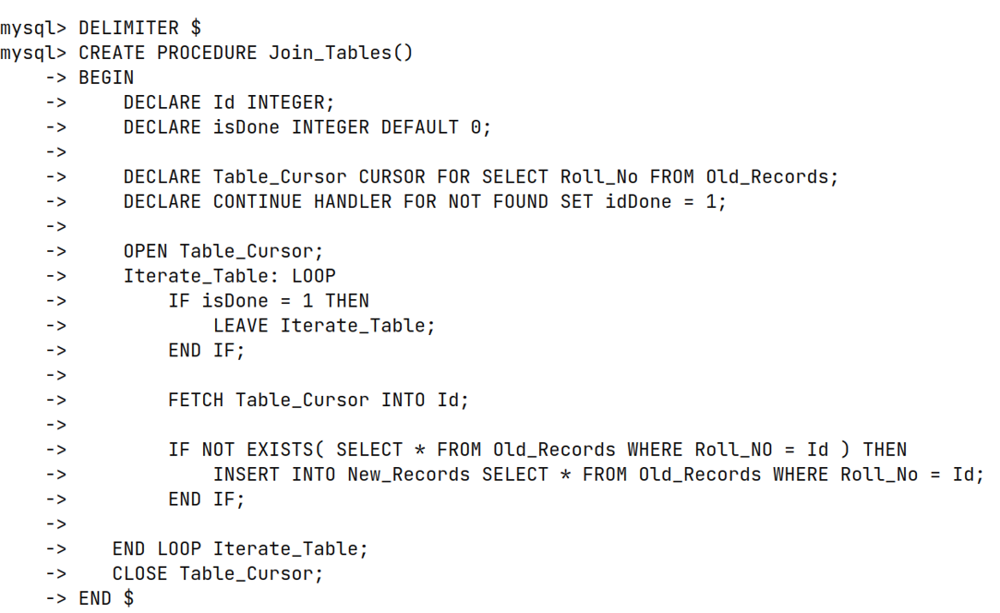 mysql> DELIMITER $
mysql> CREATE PROCEDURE Join_Tables()
    -> BEGIN
    ->     DECLARE Id INTEGER;
    ->     DECLARE isDone INTEGER DEFAULT 0;
    ->
    ->     DECLARE Table_Cursor CURSOR FOR SELECT Roll_No FROM Old_Records;
    ->     DECLARE CONTINUE HANDLER FOR NOT FOUND SET idDone = 1;
    ->
    ->     OPEN Table_Cursor;
    ->     Iterate_Table: LOOP
    ->         IF isDone = 1 THEN
    ->             LEAVE Iterate_Table;
    ->         END IF;
    ->
    ->         FETCH Table_Cursor INTO Id;
    ->
    ->         IF NOT EXISTS( SELECT * FROM Old_Records WHERE Roll_NO = Id ) THEN
    ->             INSERT INTO New_Records SELECT * FROM Old_Records WHERE Roll_No = Id;
    ->         END IF;
    ->
    ->    END LOOP Iterate_Table;
    ->    CLOSE Table_Cursor;
    -> END $